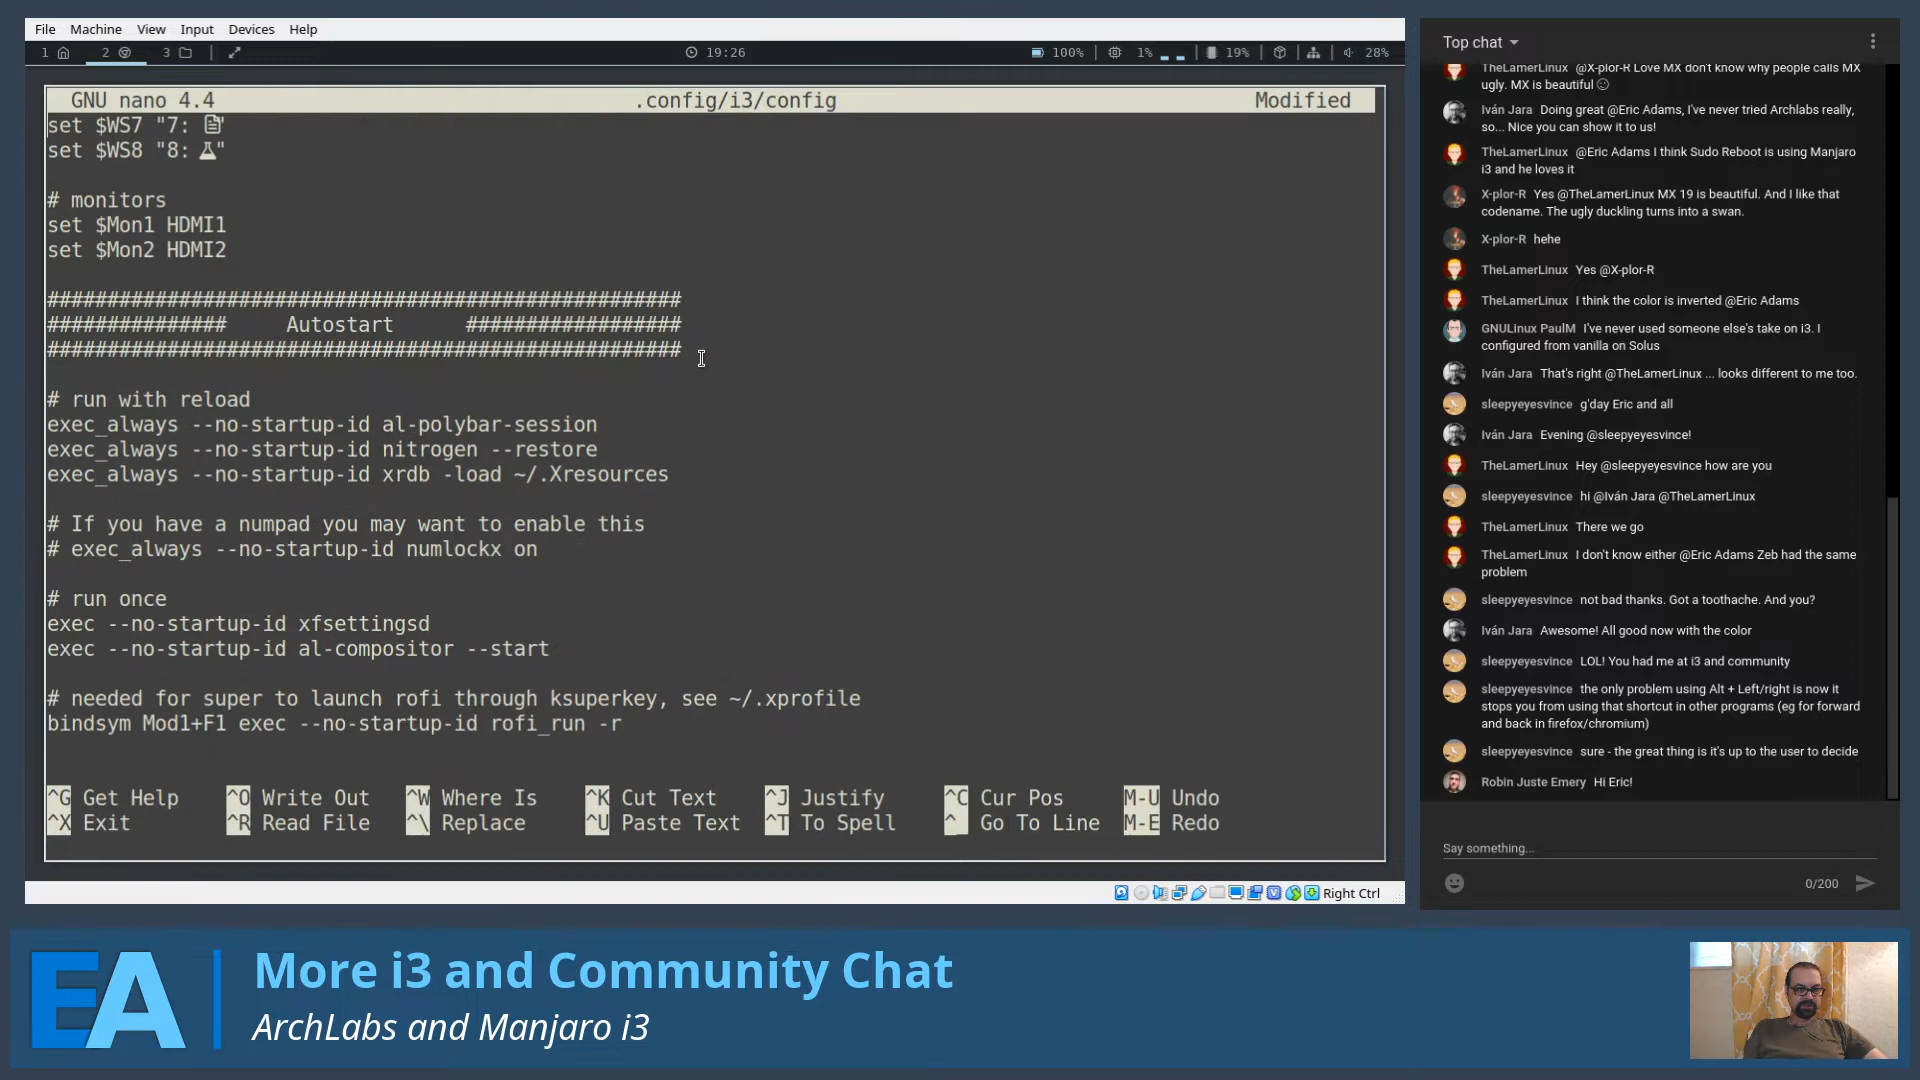 File Machine View Input Devices Help
1 2 3 19:26 100% 1% 19% 28%
GNU nano 4.4 .config/i3/config Modified
set $WS7 "7: "
set $WS8 "8: "
# monitors
set $Mon1 HDMI1
set $Mon2 HDMI2
#####################################################
############### Autostart ##################
#####################################################
# run with reload
exec_always --no-startup-id al-polybar-session
exec_always --no-startup-id nitrogen --restore
exec_always --no-startup-id xrdb -load ~/.Xresources
# If you have a numpad you may want to enable this
# exec_always --no-startup-id numlockx on
# run once
exec --no-startup-id xfsettingsd
exec --no-startup-id al-compositor --start
# needed for super to launch rofi through ksuperkey, see ~/.xprofile
bindsym Mod1+F1 exec --no-startup-id rofi_run -r
^G Get Help ^O Write Out ^W Where Is ^K Cut Text ^J Justify ^C Cur Pos M-U Undo
^X Exit ^R Read File ^\ Replace ^U Paste Text ^T To Spell ^_ Go To Line M-E Redo
Right Ctrl
Top chat
TheLamerLinux @X-plor-R Love MX don't know why people calls MX
ugly. MX is beautiful
Iván Jara Doing great @Eric Adams, I've never tried Archlabs really,
so... Nice you can show it to us!
TheLamerLinux @Eric Adams I think Sudo Reboot is using Manjaro
i3 and he loves it
X-plor-R Yes @TheLamerLinux MX 19 is beautiful. And I like that
codename. The ugly duckling turns into a swan.
X-plor-R hehe
TheLamerLinux Yes @X-plor-R
TheLamerLinux I think the color is inverted @Eric Adams
GNULinux PaulM I've never used someone else's take on i3. I
configured from vanilla on Solus
Iván Jara That's right @TheLamerLinux ... looks different to me too.
sleepyeyesvince g'day Eric and all
Iván Jara Evening @sleepyeyesvince!
TheLamerLinux Hey @sleepyeyesvince how are you
sleepyeyesvince hi @Iván Jara @TheLamerLinux
TheLamerLinux There we go
TheLamerLinux I don't know either @Eric Adams Zeb had the same
problem
sleepyeyesvince not bad thanks. Got a toothache. And you?
Iván Jara Awesome! All good now with the color
sleepyeyesvince LOL! You had me at i3 and community
sleepyeyesvince the only problem using Alt + Left/right is now it
stops you from using that shortcut in other programs (eg for forward
and back in firefox/chromium)
sleepyeyesvince sure - the great thing is it's up to the user to decide
Robin Juste Emery Hi Eric!
Say something...
0/200
EA
More i3 and Community Chat
ArchLabs and Manjaro i3